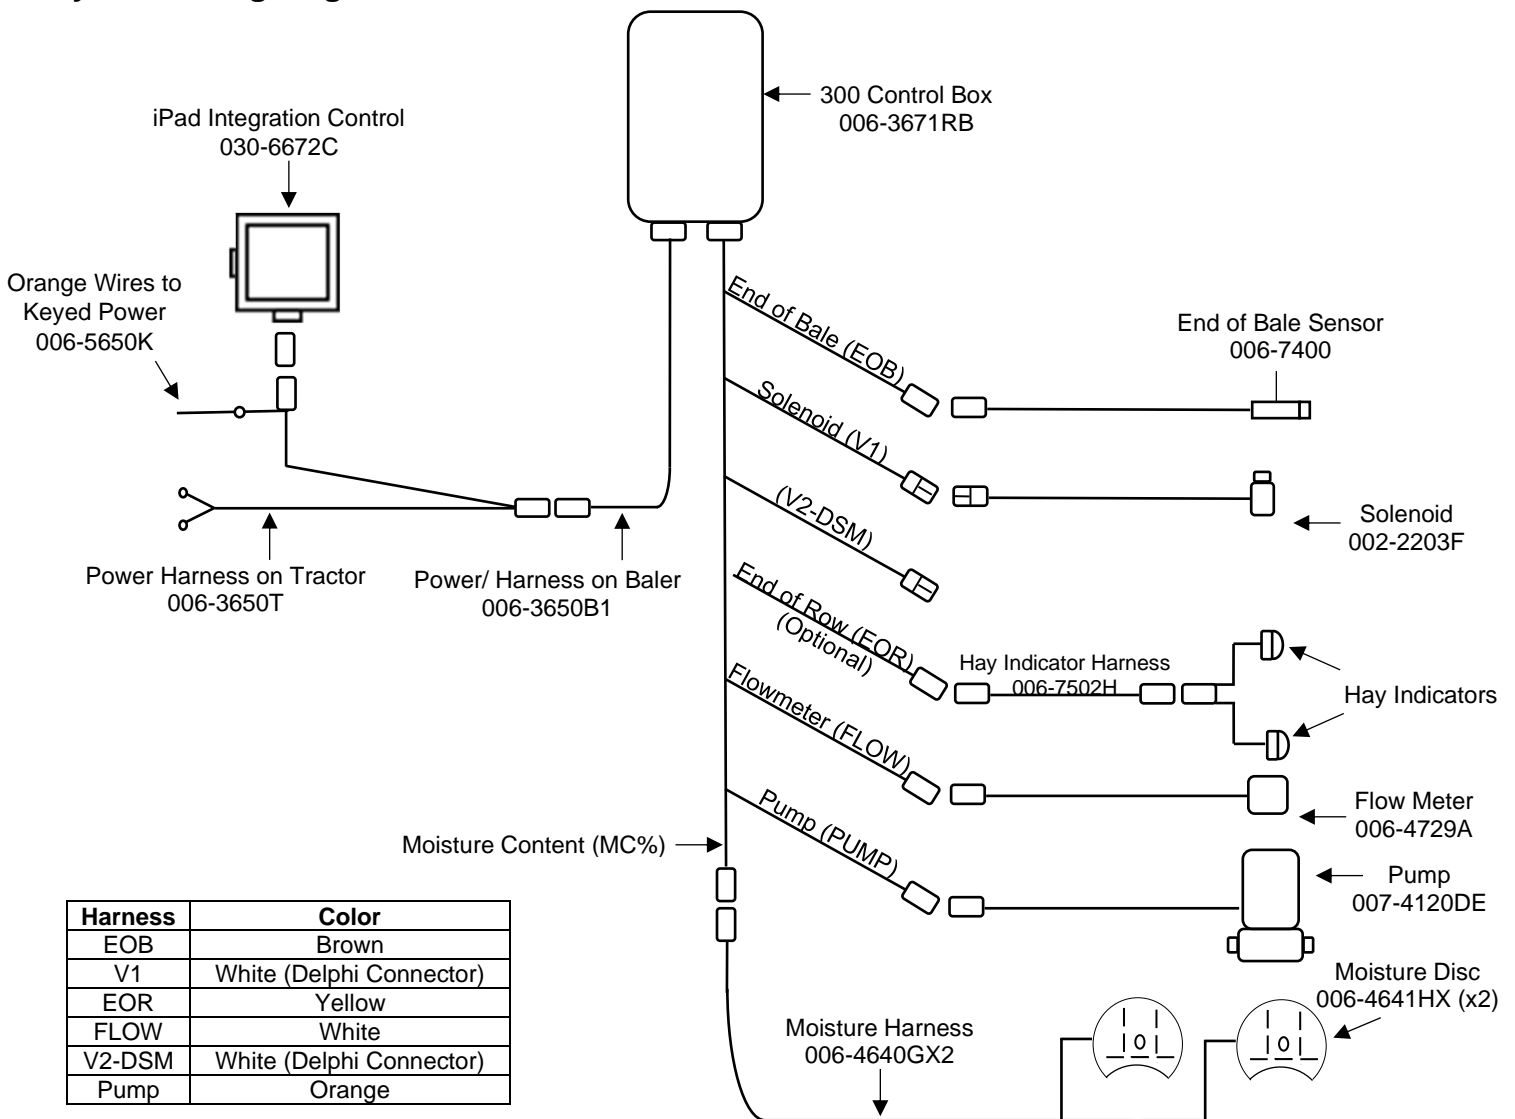 300 Control Box
006-3671RB
iPad Integration Control
030-6672C
Orange Wires to
Keyed Power
006-5650K
End of Bale (EOB)
End of Bale Sensor
006-7400
Solenoid (V1)
Solenoid
002-2203F
(V2-DSM)
Power Harness on Tractor
006-3650T
Power/ Harness on Baler
006-3650B1
End of Row (EOR)
(Optional)
Hay Indicator Harness
006-7502H
Hay Indicators
Flowmeter (FLOW)
Flow Meter
006-4729A
Pump (PUMP)
Moisture Content (MC%)
Pump
007-4120DE
Harness Color
EOB Brown
V1 White (Delphi Connector)
EOR Yellow
FLOW White
V2-DSM White (Delphi Connector)
Pump Orange
Moisture Disc
006-4641HX (x2)
Moisture Harness
006-4640GX2